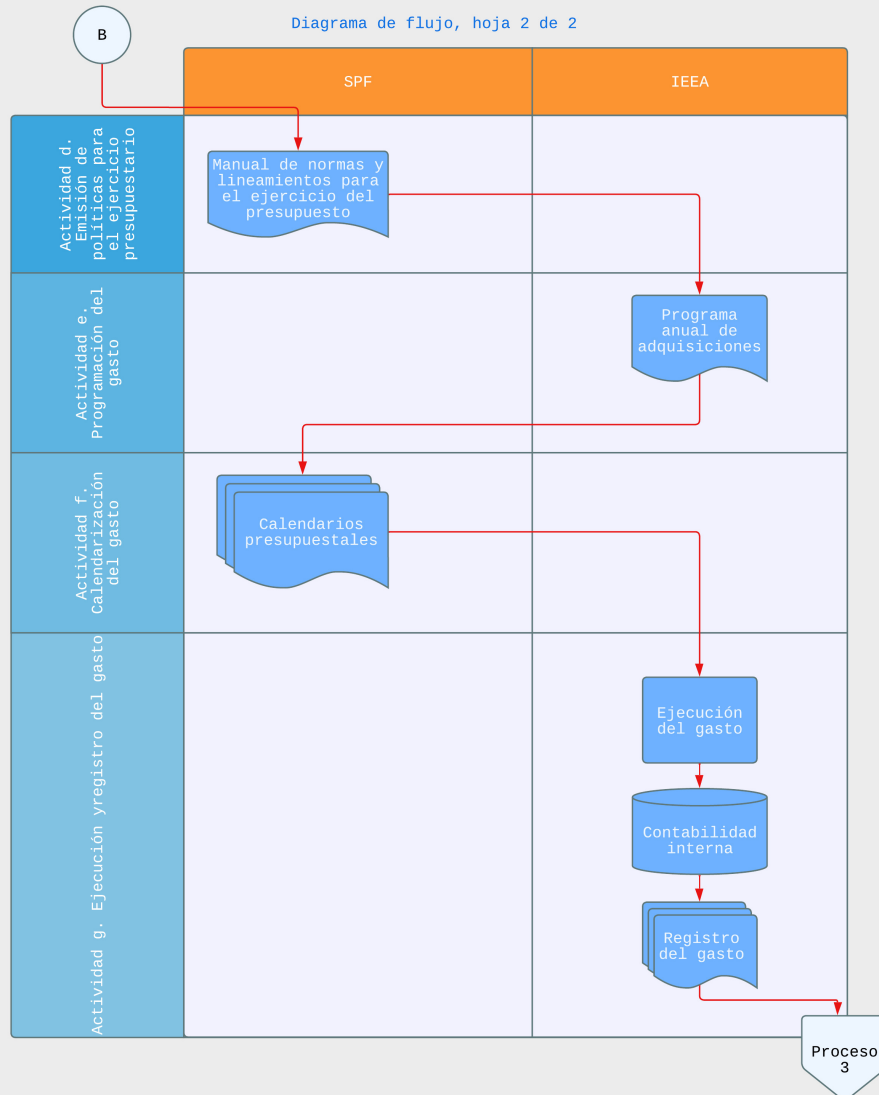 Diagrama de flujo, hoja 2 de 2
B
SPF
IEEA
Actividad d.
Emisión de
políticas para
el ejercicio
presupuestario
Manual de normas y
lineamientos para
el ejercicio del
presupuesto
Actividad e.
Programación del
gasto
Programa
anual de
adquisiciones
Actividad f.
Calendarización
del gasto
Calendarios
presupuestales
Actividad g. Ejecución yregistro del gasto
Ejecución
del gasto
Contabilidad
interna
Registro
del gasto
Proceso
3